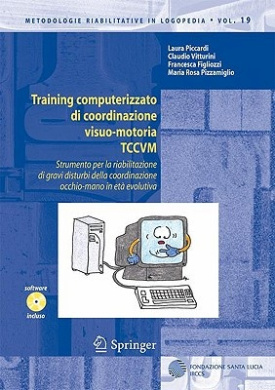 METODOLOGIE RIABILITATIVE IN LOGOPEDIA • VOL. 19
Laura Piccardi
Claudio Vitturini
Francesca Figliozzi
Maria Rosa Pizzamiglio
Training computerizzato
di coordinazione
visuo-motoria
TCCVM
Strumento per la riabilitazione
di gravi disturbi della coordinazione
occhio-mano in età evolutiva
software
incluso
Springer
FONDAZIONE SANTA LUCIA
IRCCS